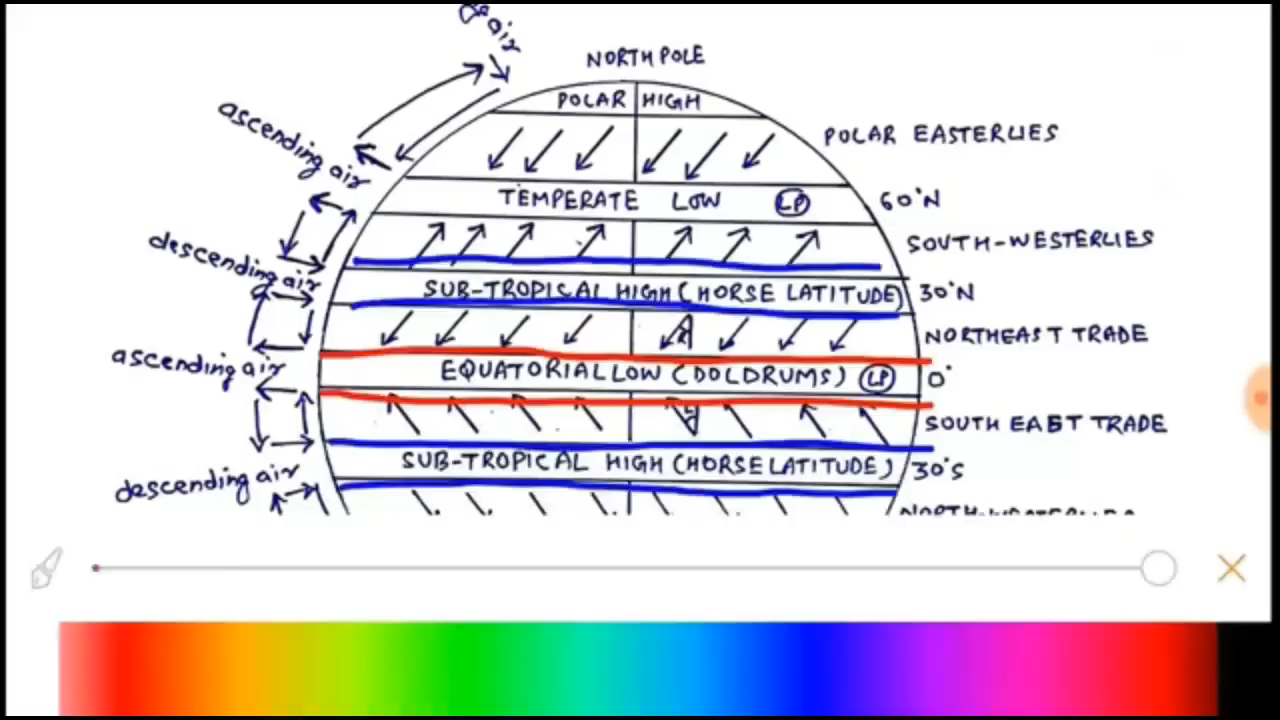 air
NORTH POLE
POLAR HIGH
ascending air
POLAR EASTERLIES
TEMPERATE LOW LP
60°N
descending air
SOUTH-WESTERLIES
SUB-TROPICAL HIGH (HORSE LATITUDE)
30°N
NORTHEAST TRADE
ascending air
EQUATORIAL LOW (DOLDRUMS) LP
0°
R
L
SOUTH EAST TRADE
SUB-TROPICAL HIGH (HORSE LATITUDE)
30°S
descending air